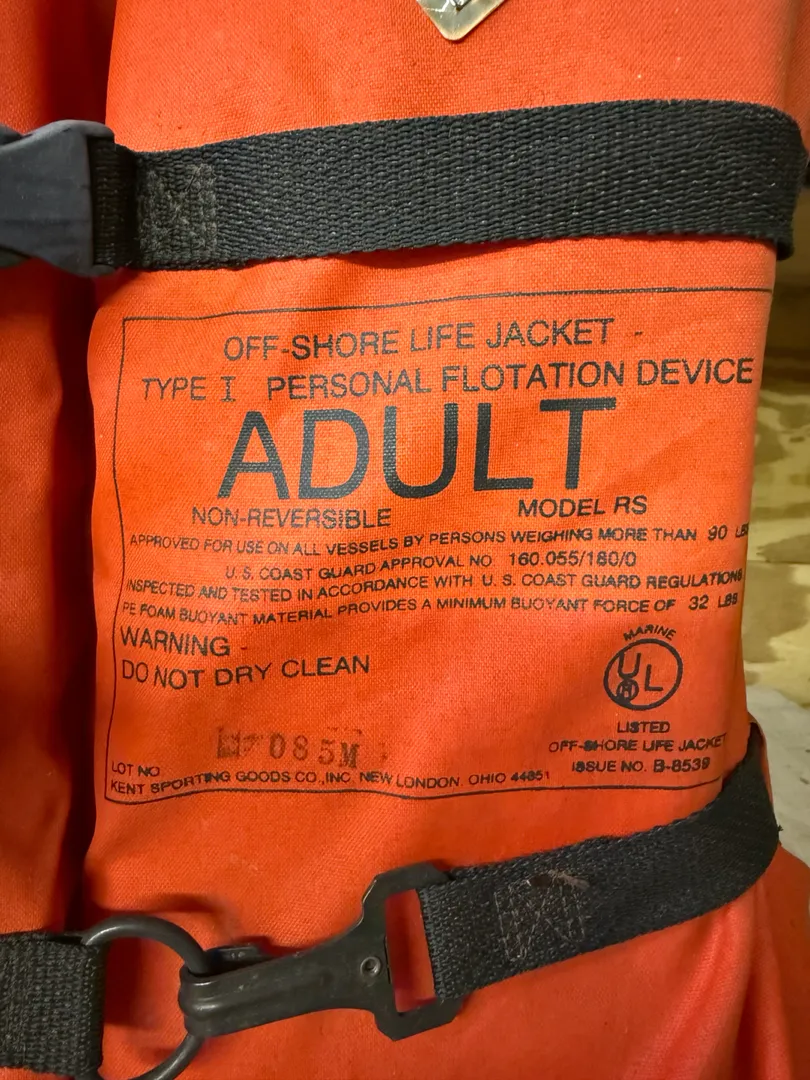 OFF-SHORE LIFE JACKET -
TYPE I PERSONAL FLOTATION DEVICE
ADULT
NON-REVERSIBLE MODEL RS
APPROVED FOR USE ON ALL VESSELS BY PERSONS WEIGHING MORE THAN 90 LBS
U. S. COAST GUARD APPROVAL NO 160.055/180/0
INSPECTED AND TESTED IN ACCORDANCE WITH U. S. COAST GUARD REGULATIONS
PE FOAM BUOYANT MATERIAL PROVIDES A MINIMUM BUOYANT FORCE OF 32 LBS
WARNING -
DO NOT DRY CLEAN
MARINE
UL
®
LISTED
OFF-SHORE LIFE JACKET
ISSUE NO. B-8539
085M
LOT NO.
KENT SPORTING GOODS CO., INC. NEW LONDON. OHIO 44851